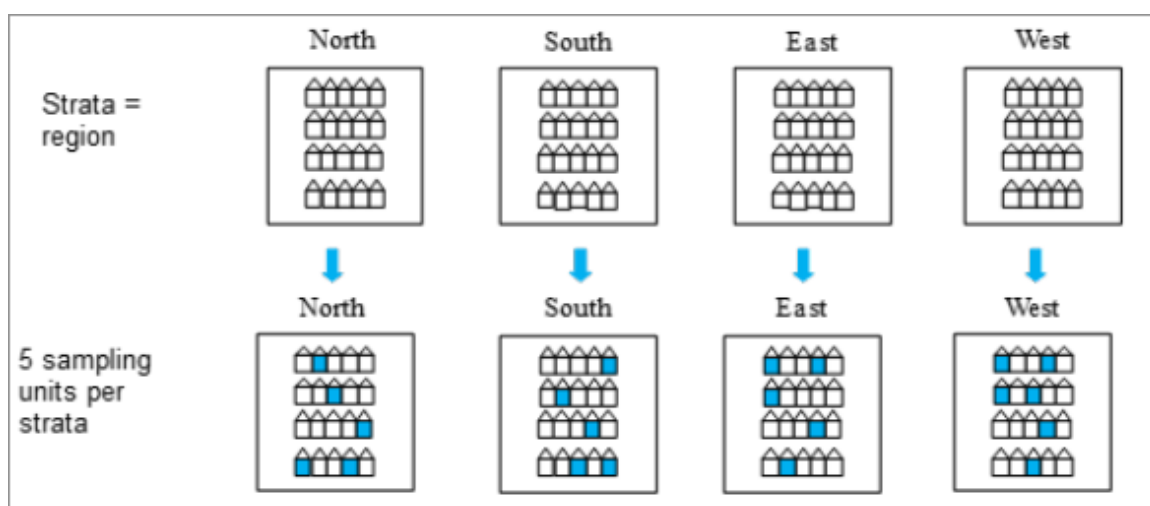 North South East West
Strata =
region
North South East West
5 sampling
units per
strata